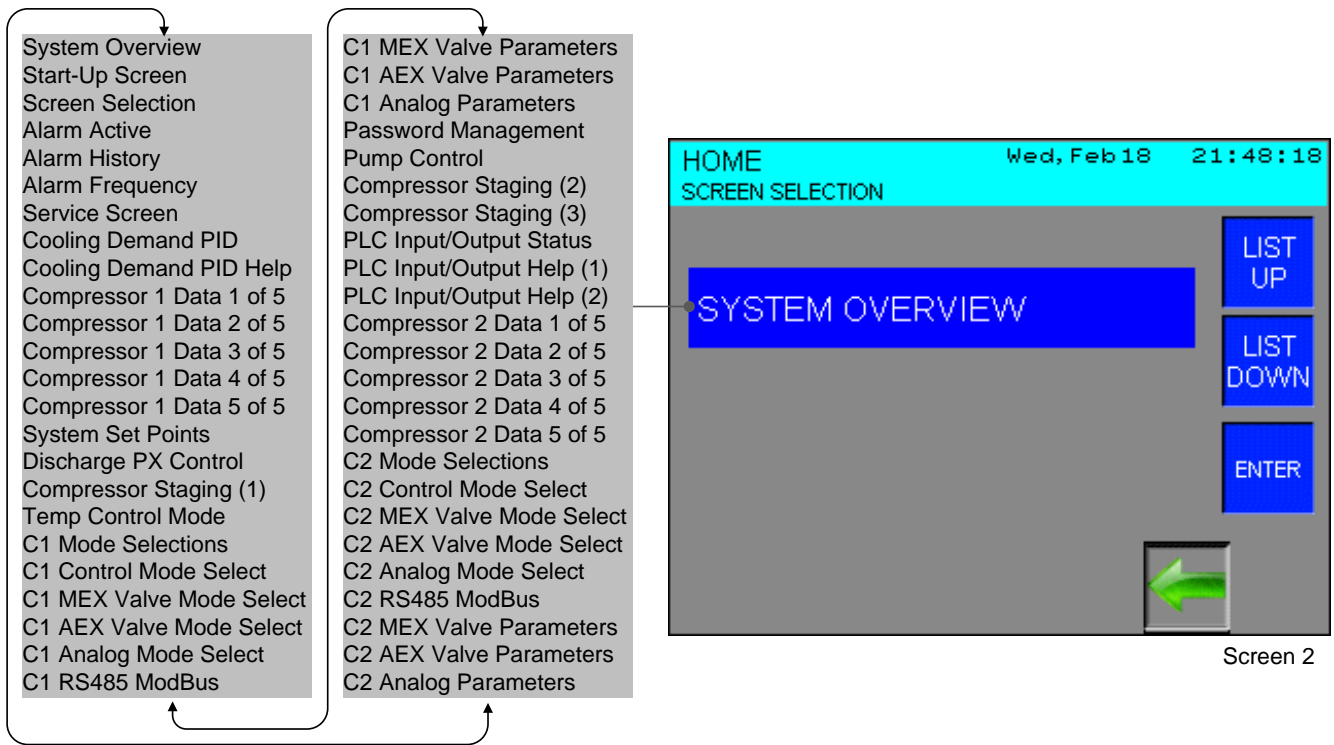 System Overview
Start-Up Screen
Screen Selection
Alarm Active
Alarm History
Alarm Frequency
Service Screen
Cooling Demand PID
Cooling Demand PID Help
Compressor 1 Data 1 of 5
Compressor 1 Data 2 of 5
Compressor 1 Data 3 of 5
Compressor 1 Data 4 of 5
Compressor 1 Data 5 of 5
System Set Points
Discharge PX Control
Compressor Staging (1)
Temp Control Mode
C1 Mode Selections
C1 Control Mode Select
C1 MEX Valve Mode Select
C1 AEX Valve Mode Select
C1 Analog Mode Select
C1 RS485 ModBus
C1 MEX Valve Parameters
C1 AEX Valve Parameters
C1 Analog Parameters
Password Management
Pump Control
Compressor Staging (2)
Compressor Staging (3)
PLC Input/Output Status
PLC Input/Output Help (1)
PLC Input/Output Help (2)
Compressor 2 Data 1 of 5
Compressor 2 Data 2 of 5
Compressor 2 Data 3 of 5
Compressor 2 Data 4 of 5
Compressor 2 Data 5 of 5
C2 Mode Selections
C2 Control Mode Select
C2 MEX Valve Mode Select
C2 AEX Valve Mode Select
C2 Analog Mode Select
C2 RS485 ModBus
C2 MEX Valve Parameters
C2 AEX Valve Parameters
C2 Analog Parameters
HOME Wed, Feb 18 21:48:18
SCREEN SELECTION
SYSTEM OVERVIEW
LIST
UP
LIST
DOWN
ENTER
Screen 2